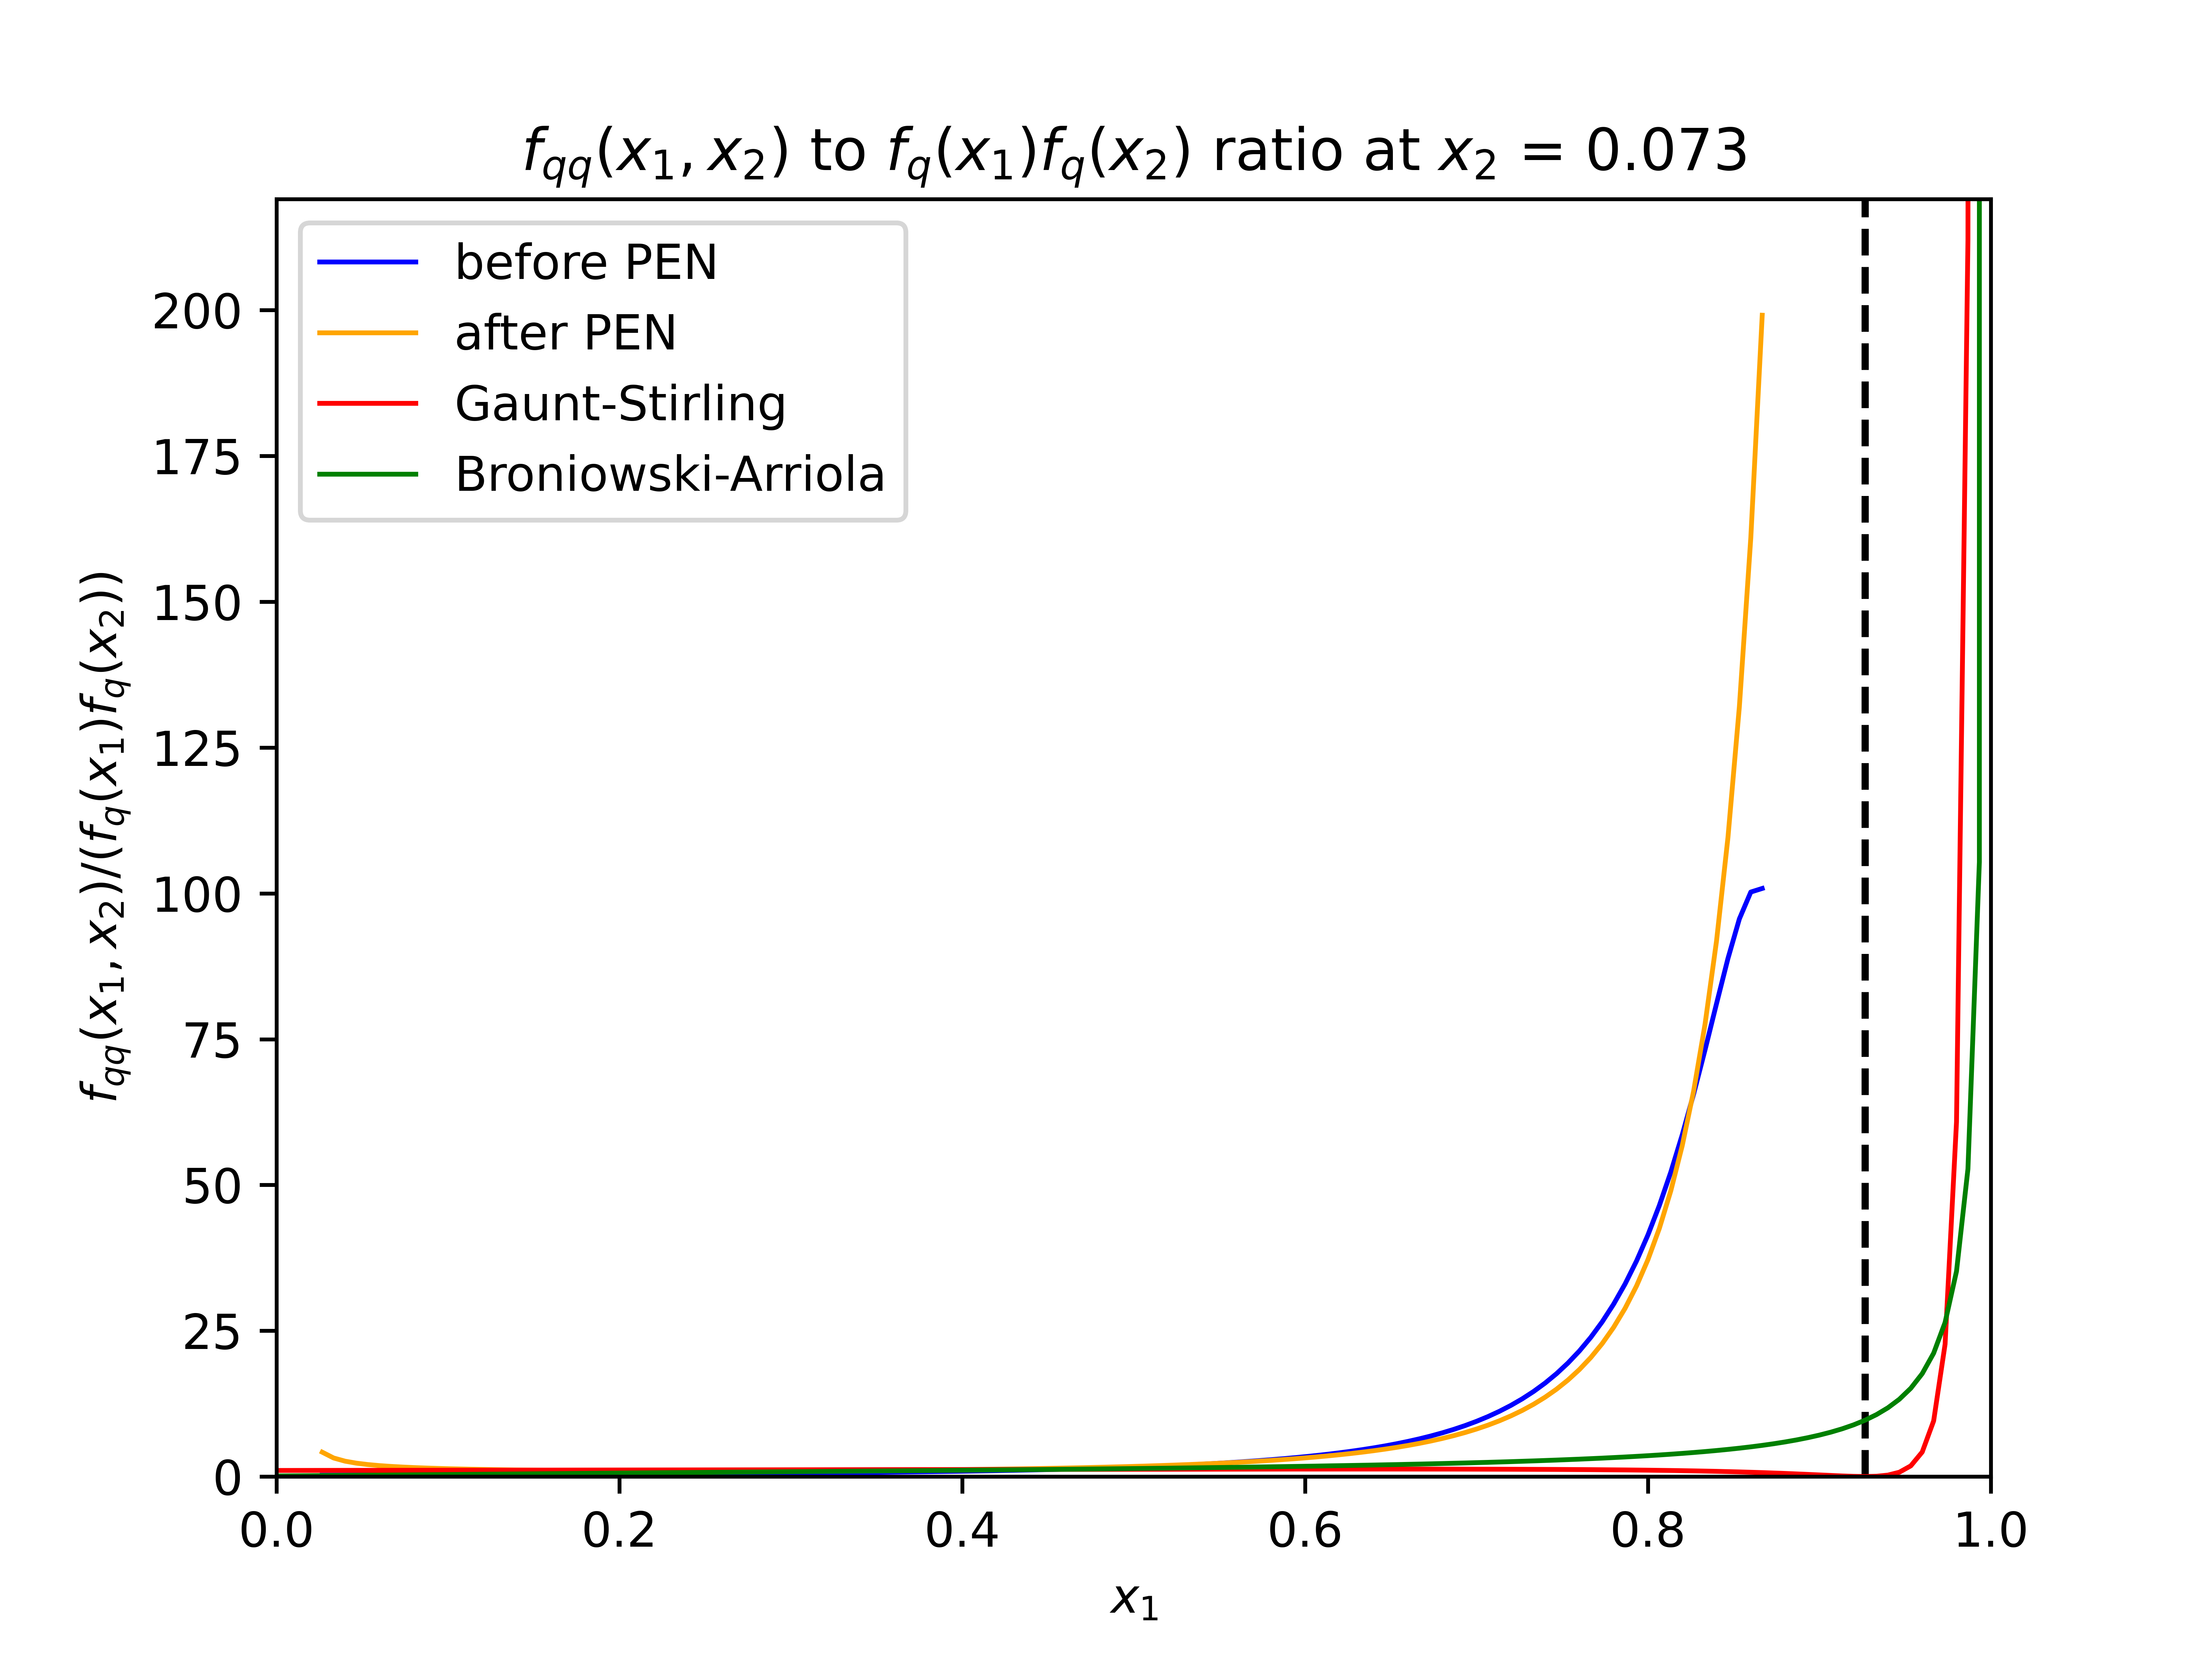 f_qq(x_1, x_2) to f_q(x_1)f_q(x_2) ratio at x_2 = 0.073
before PEN
after PEN
Gaunt-Stirling
Broniowski-Arriola
f_qq(x_1, x_2)/(f_q(x_1)f_q(x_2))
200
175
150
125
100
75
50
25
0
0.0 0.2 0.4 0.6 0.8 1.0
x_1